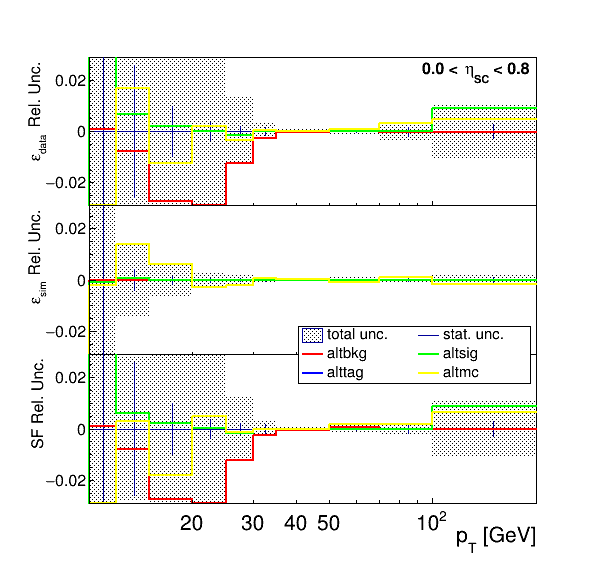 0.0 < η_SC < 0.8
ε_data Rel. Unc.
0.02
0
−0.02
ε_sim Rel. Unc.
0.02
0
−0.02
total unc. stat. unc.
altbkg altsig
alttag altmc
SF Rel. Unc.
0.02
0
−0.02
20 30 40 50 10²
p_T [GeV]